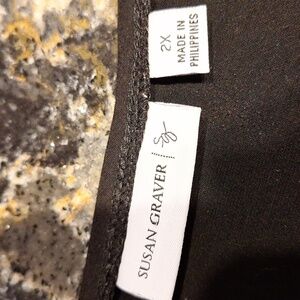 2X
MADE IN
PHILIPPINES
SUSAN GRAVER